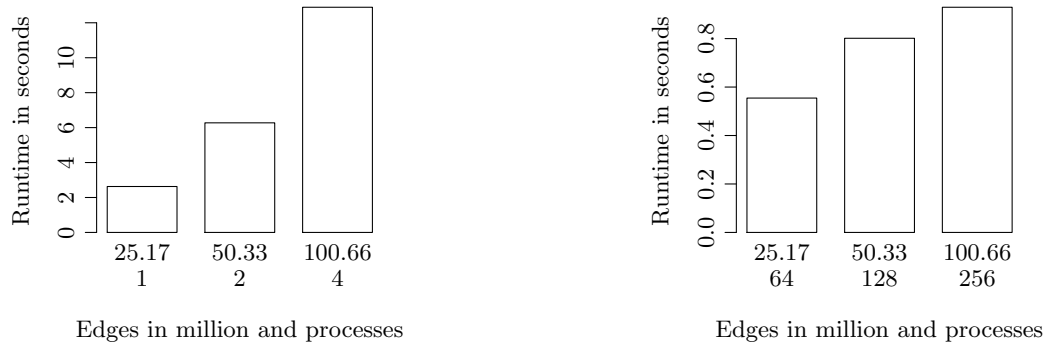 Runtime in seconds
0 2 4 6 8 10
25.17 50.33 100.66
1 2 4
Edges in million and processes
Runtime in seconds
0.0 0.2 0.4 0.6 0.8
25.17 50.33 100.66
64 128 256
Edges in million and processes